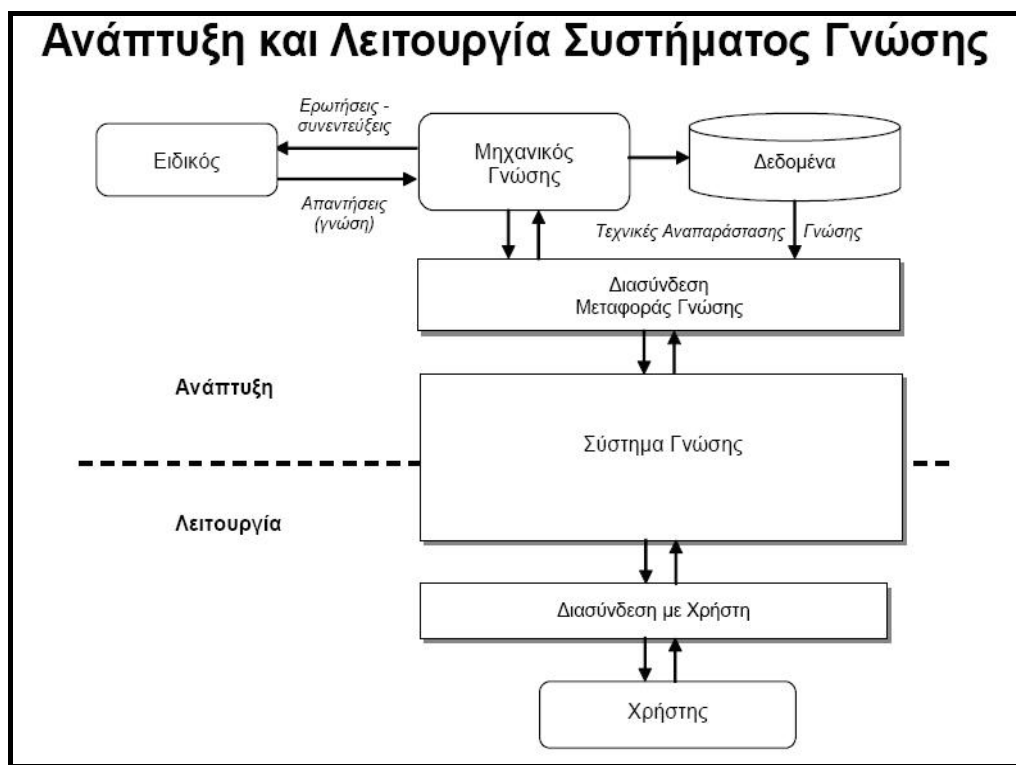 Ανάπτυξη και Λειτουργία Συστήματος Γνώσης
Ερωτήσεις -
συνεντεύξεις
Ειδικός
Μηχανικός
Γνώσης
Δεδομένα
Απαντήσεις
(γνώση)
Τεχνικές Αναπαράστασης Γνώσης
Διασύνδεση
Μεταφοράς Γνώσης
Ανάπτυξη
Σύστημα Γνώσης
Λειτουργία
Διασύνδεση με Χρήστη
Χρήστης